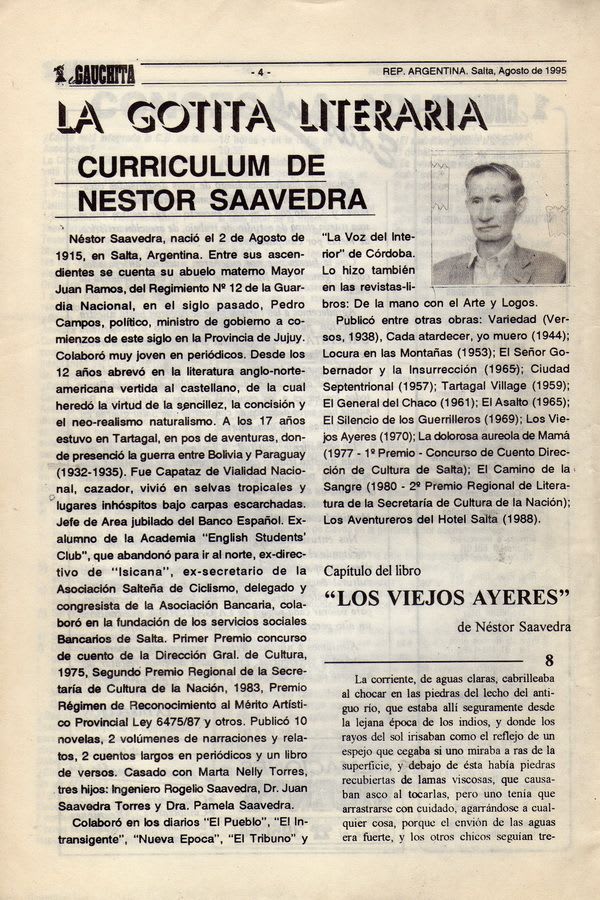 GAUCHITA
- 4 -
REP. ARGENTINA. Salta, Agosto de 1995
LA GOTITA LITERARIA
CURRICULUM DE
NESTOR SAAVEDRA
Néstor Saavedra, nació el 2 de Agosto de
1915, en Salta, Argentina. Entre sus ascen-
dientes se cuenta su abuelo materno Mayor
Juan Ramos, del Regimiento Nº 12 de la Guar-
dia Nacional, en el siglo pasado, Pedro
Campos, político, ministro de gobierno a co-
mienzos de este siglo en la Provincia de Jujuy.
Colaboró muy joven en periódicos. Desde los
12 años abrevó en la literatura anglo-norte-
americana vertida al castellano, de la cual
heredó la virtud de la sencillez, la concisión y
el neo-realismo naturalismo. A los 17 años
estuvo en Tartagal, en pos de aventuras, don-
de presenció la guerra entre Bolivia y Paraguay
(1932-1935). Fue Capataz de Vialidad Nacio-
nal, cazador, vivió en selvas tropicales y
lugares inhóspitos bajo carpas escarchadas.
Jefe de Area jubilado del Banco Español. Ex-
alumno de la Academia "English Students'
Club", que abandonó para ir al norte, ex-direc-
tivo de "Isicana", ex-secretario de la
Asociación Salteña de Ciclismo, delegado y
congresista de la Asociación Bancaria, cola-
boró en la fundación de los servicios sociales
Bancarios de Salta. Primer Premio concurso
de cuento de la Dirección Gral. de Cultura,
1975, Segundo Premio Regional de la Secre-
taría de Cultura de la Nación, 1983, Premio
Régimen de Reconocimiento al Mérito Artísti-
co Provincial Ley 6475/87 y otros. Publicó 10
novelas, 2 volúmenes de narraciones y rela-
tos, 2 cuentos largos en periódicos y un libro
de versos. Casado con Marta Nelly Torres,
tres hijos: Ingeniero Rogelio Saavedra, Dr. Juan
Saavedra Torres y Dra. Pamela Saavedra.
Colaboró en los diarios "El Pueblo", "El In-
transigente", "Nueva Epoca", "El Tribuno" y
"La Voz del Inte-
rior" de Córdoba.
Lo hizo también
en las revistas-li-
bros: De la mano con el Arte y Logos.
Publicó entre otras obras: Variedad (Ver-
sos, 1938), Cada atardecer, yo muero (1944);
Locura en las Montañas (1953); El Señor Go-
bernador y la Insurrección (1965); Ciudad
Septentrional (1957); Tartagal Village (1959);
El General del Chaco (1961); El Asalto (1965);
El Silencio de los Guerrilleros (1969); Los Vie-
jos Ayeres (1970); La dolorosa aureola de Mamá
(1977 - 1º Premio - Concurso de Cuento Direc-
ción de Cultura de Salta); El Camino de la
Sangre (1980 - 2º Premio Regional de Litera-
tura de la Secretaría de Cultura de la Nación);
Los Aventureros del Hotel Salta (1988).
Capítulo del libro
"LOS VIEJOS AYERES"
de Néstor Saavedra
8
La corriente, de aguas claras, cabrilleaba
al chocar en las piedras del lecho del anti-
guo río, que estaba allí seguramente desde
la lejana época de los indios, y donde los
rayos del sol irisaban como el reflejo de un
espejo que cegaba si uno miraba a ras de la
superficie, y debajo de ésta había piedras
recubiertas de lamas viscosas, que causa-
ban asco al tocarlas, pero uno tenía que
arrastrarse con cuidado, agarrándose a cual-
quier cosa, porque el envión de las aguas
era fuerte, y los otros chicos seguían tre-